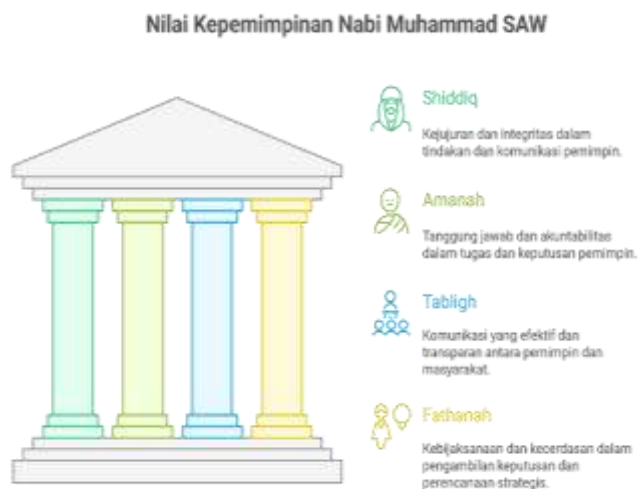 Nilai Kepemimpinan Nabi Muhammad SAW
Shiddiq
Kejujuran dan integritas dalam
tindakan dan komunikasi pemimpin.
Amanah
Tanggung jawab dan akuntabilitas
dalam tugas dan keputusan pemimpin.
Tabligh
Komunikasi yang efektif dan
transparan antara pemimpin dan
masyarakat.
Fathanah
Kebijaksanaan dan kecerdasan dalam
pengambilan keputusan dan
perencanaan strategis.